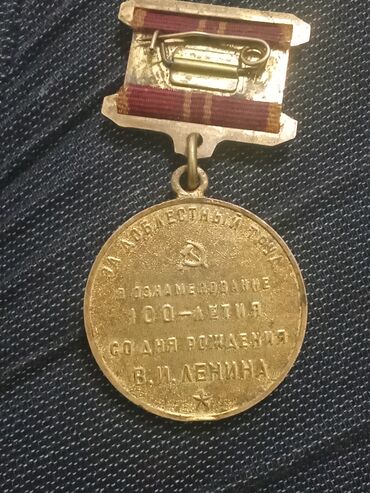 ЗА ДОБЛЕСТНЫЙ ТРУД
В ОЗНАМЕНОВАНИЕ
100-ЛЕТИЯ
СО ДНЯ РОЖДЕНИЯ
В.И. ЛЕНИНА